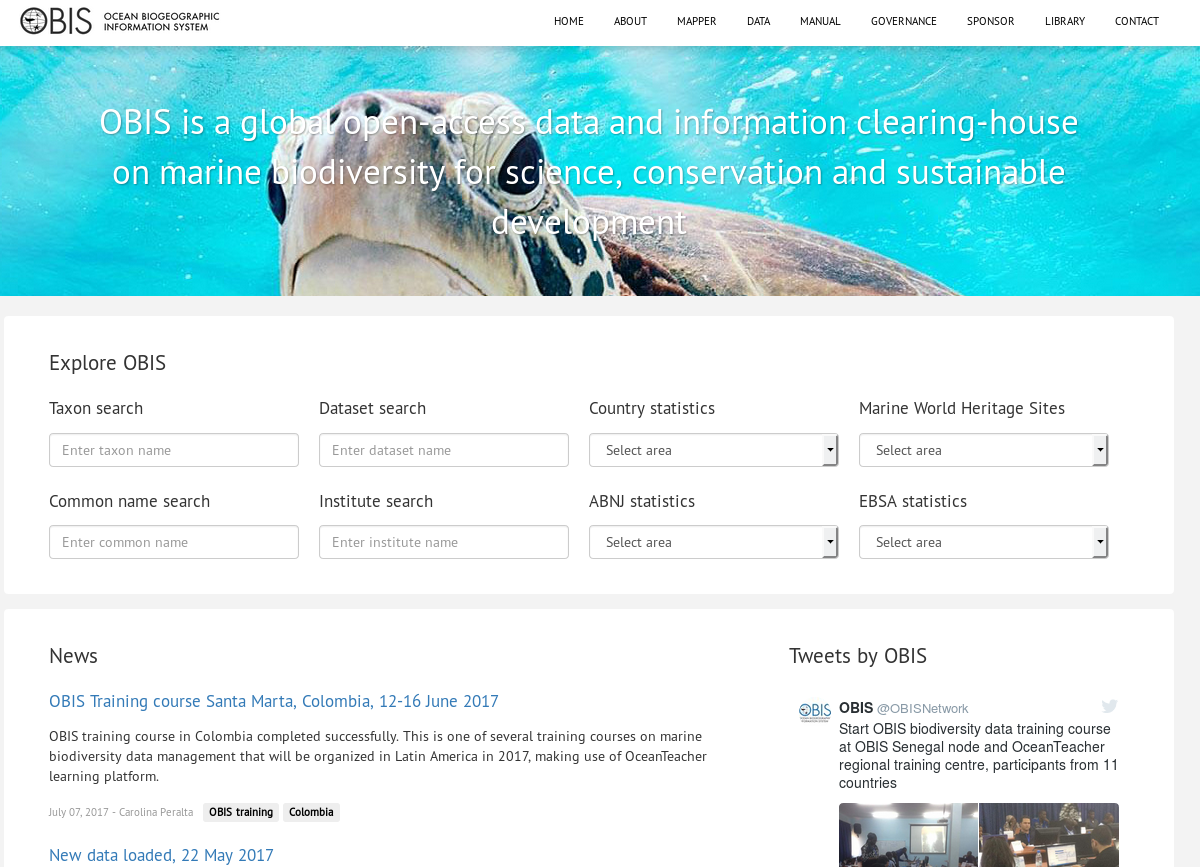 OBIS OCEAN BIOGEOGRAPHIC
INFORMATION SYSTEM
HOME ABOUT MAPPER DATA MANUAL GOVERNANCE SPONSOR LIBRARY CONTACT
OBIS is a global open-access data and information clearing-house
on marine biodiversity for science, conservation and sustainable
development
Explore OBIS
Taxon search Dataset search Country statistics Marine World Heritage Sites
Enter taxon name Enter dataset name Select area Select area
Common name search Institute search ABNJ statistics EBSA statistics
Enter common name Enter institute name Select area Select area
News
OBIS Training course Santa Marta, Colombia, 12-16 June 2017
OBIS training course in Colombia completed successfully. This is one of several training courses on marine
biodiversity data management that will be organized in Latin America in 2017, making use of OceanTeacher
learning platform.
July 07, 2017 - Carolina Peralta OBIS training Colombia
New data loaded, 22 May 2017
Tweets by OBIS
OBIS
OBIS @OBISNetwork
Start OBIS biodiversity data training course
at OBIS Senegal node and OceanTeacher
regional training centre, participants from 11
countries